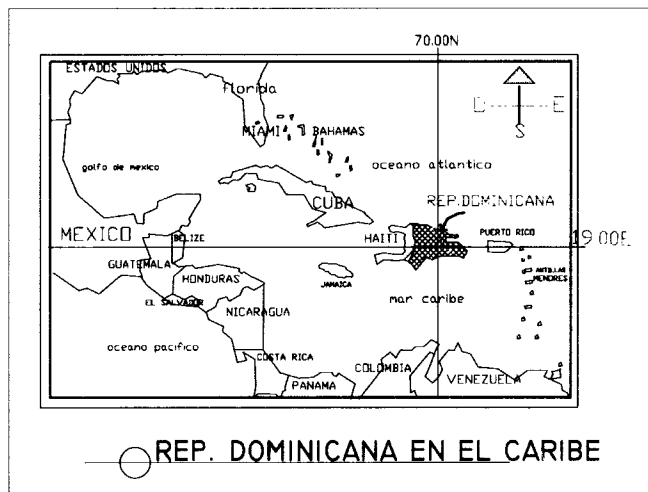 70.00N
ESTADOS UNIDOS
florida
O E
S
MIAMI BAHAMAS
golfo de mexico
oceano atlantico
CUBA
REP.DOMINICANA
MEXICO
BELIZE
HAITI
PUERTO RICO
19.00E
GUATEMALA
HONDURAS
JAMAICA
ANTILLAS
MENORES
EL SALVADOR
NICARAGUA
mar caribe
oceano pacifico
COSTA RICA
COLOMBIA
PANAMA
VENEZUELA
REP. DOMINICANA EN EL CARIBE